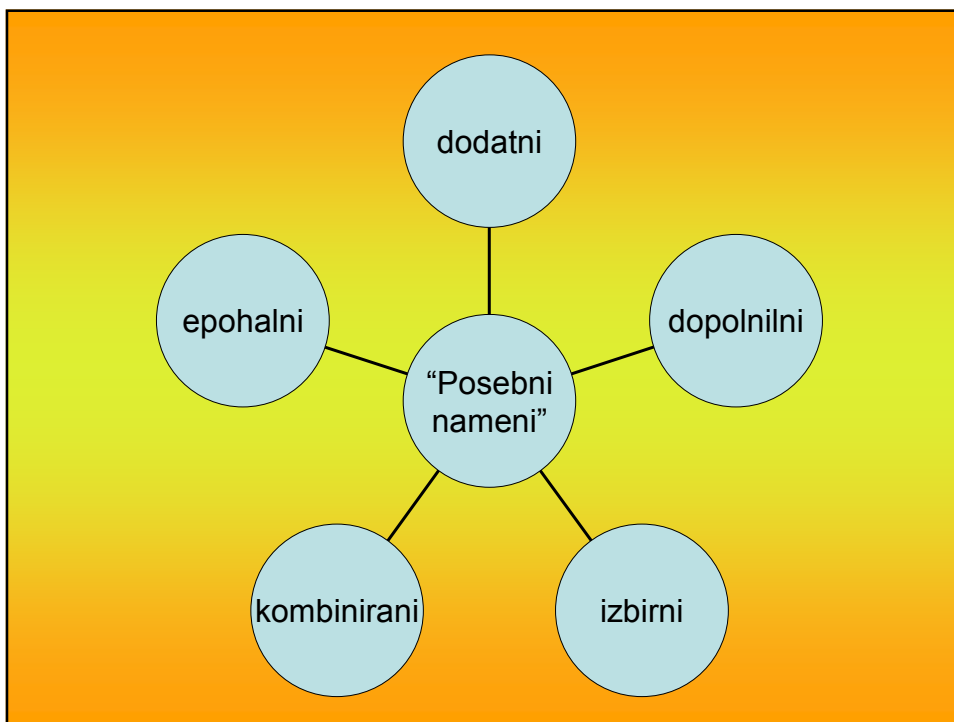 dodatni
epohalni
dopolnilni
“Posebni
nameni”
kombinirani
izbirni